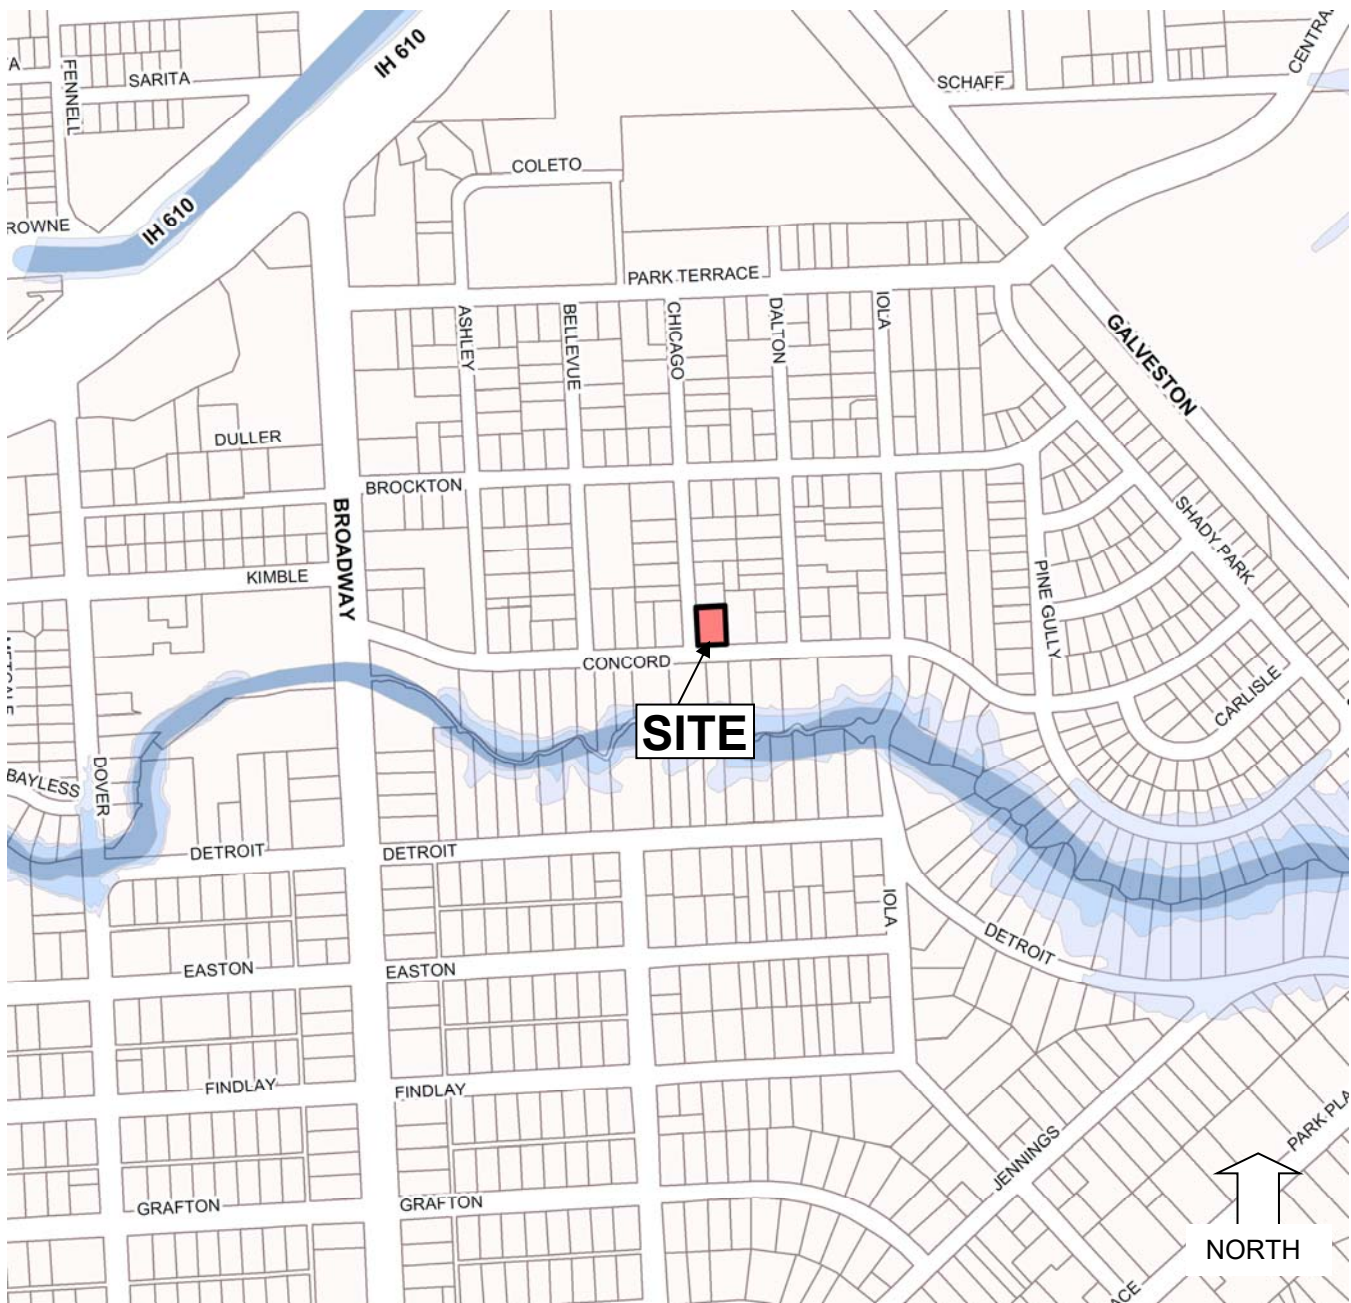 IH 610
CENTRA
A
FENNELL
SARITA
SCHAFF
COLETO
ROWNE
IH 610
PARK TERRACE
ASHLEY
BELLEVUE
CHICAGO
DALTON
IOLA
GALVESTON
DULLER
BROCKTON
BROADWAY
SHADY PARK
KIMBLE
PINE GULLY
CONCORD
CARLISLE
SITE
BAYLESS
DOVER
DETROIT
DETROIT
IOLA
DETROIT
EASTON
EASTON
FINDLAY
FINDLAY
JENNINGS
PARK PLA
GRAFTON
GRAFTON
NORTH
ACE